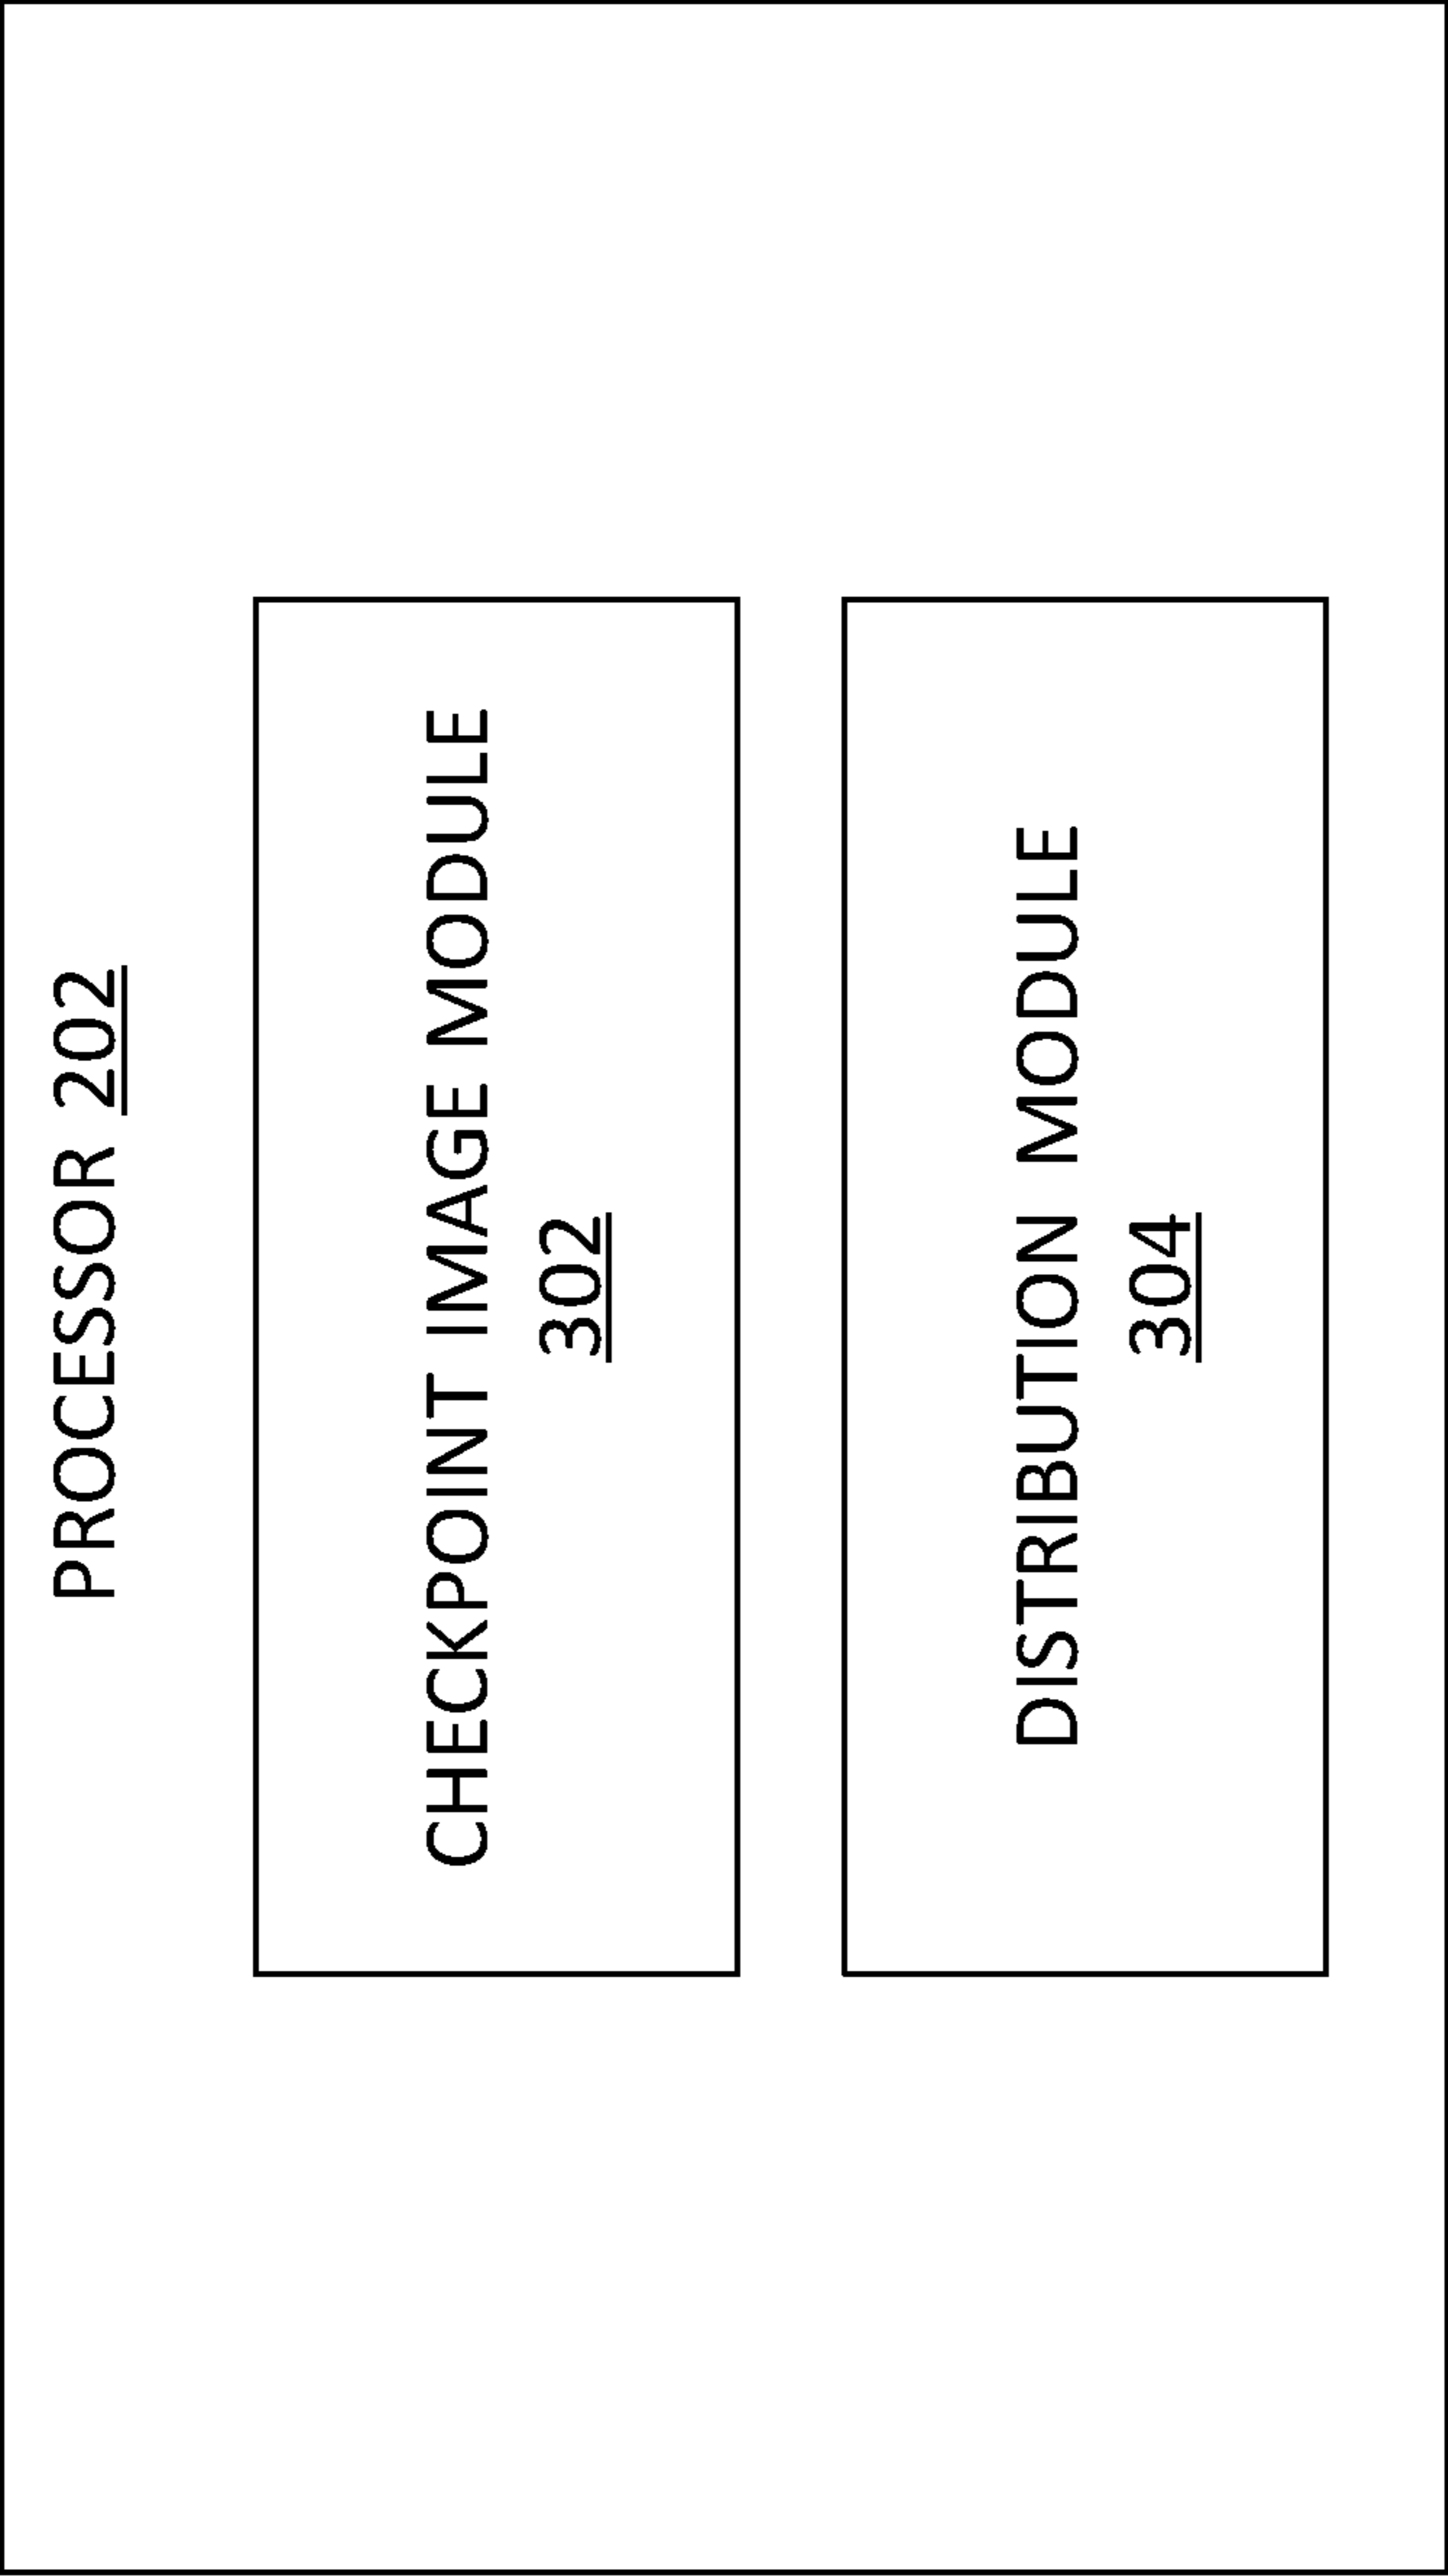 PROCESSOR 202
CHECKPOINT IMAGE MODULE
302
DISTRIBUTION MODULE
304